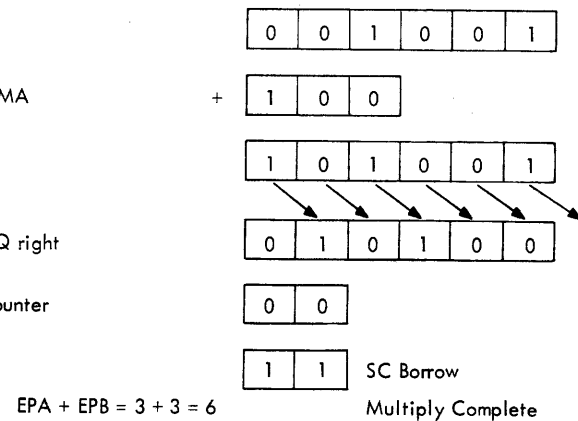 0 0 1 0 0 1
MA + 1 0 0
1 0 1 0 0 1
Q right 0 1 0 1 0 0
ounter 0 0
1 1 SC Borrow
EPA + EPB = 3 + 3 = 6 Multiply Complete